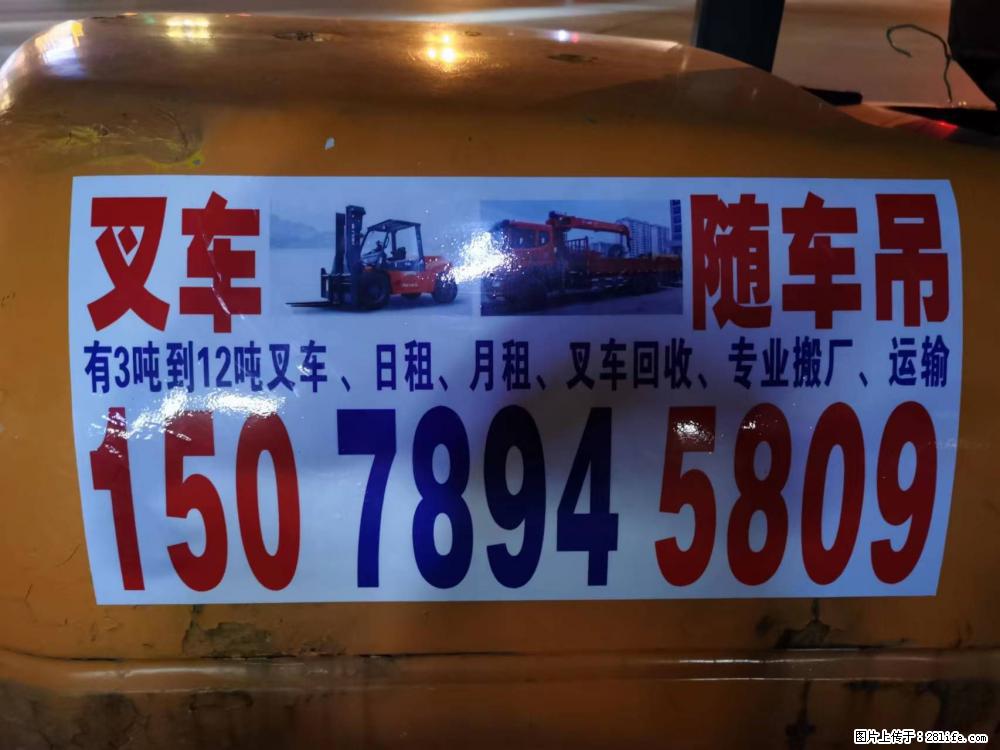 叉车 随车吊
有3吨到12吨叉车、日租、月租、叉车回收、专业搬厂、运输
150 7894 5809
图片上传于：281life.com